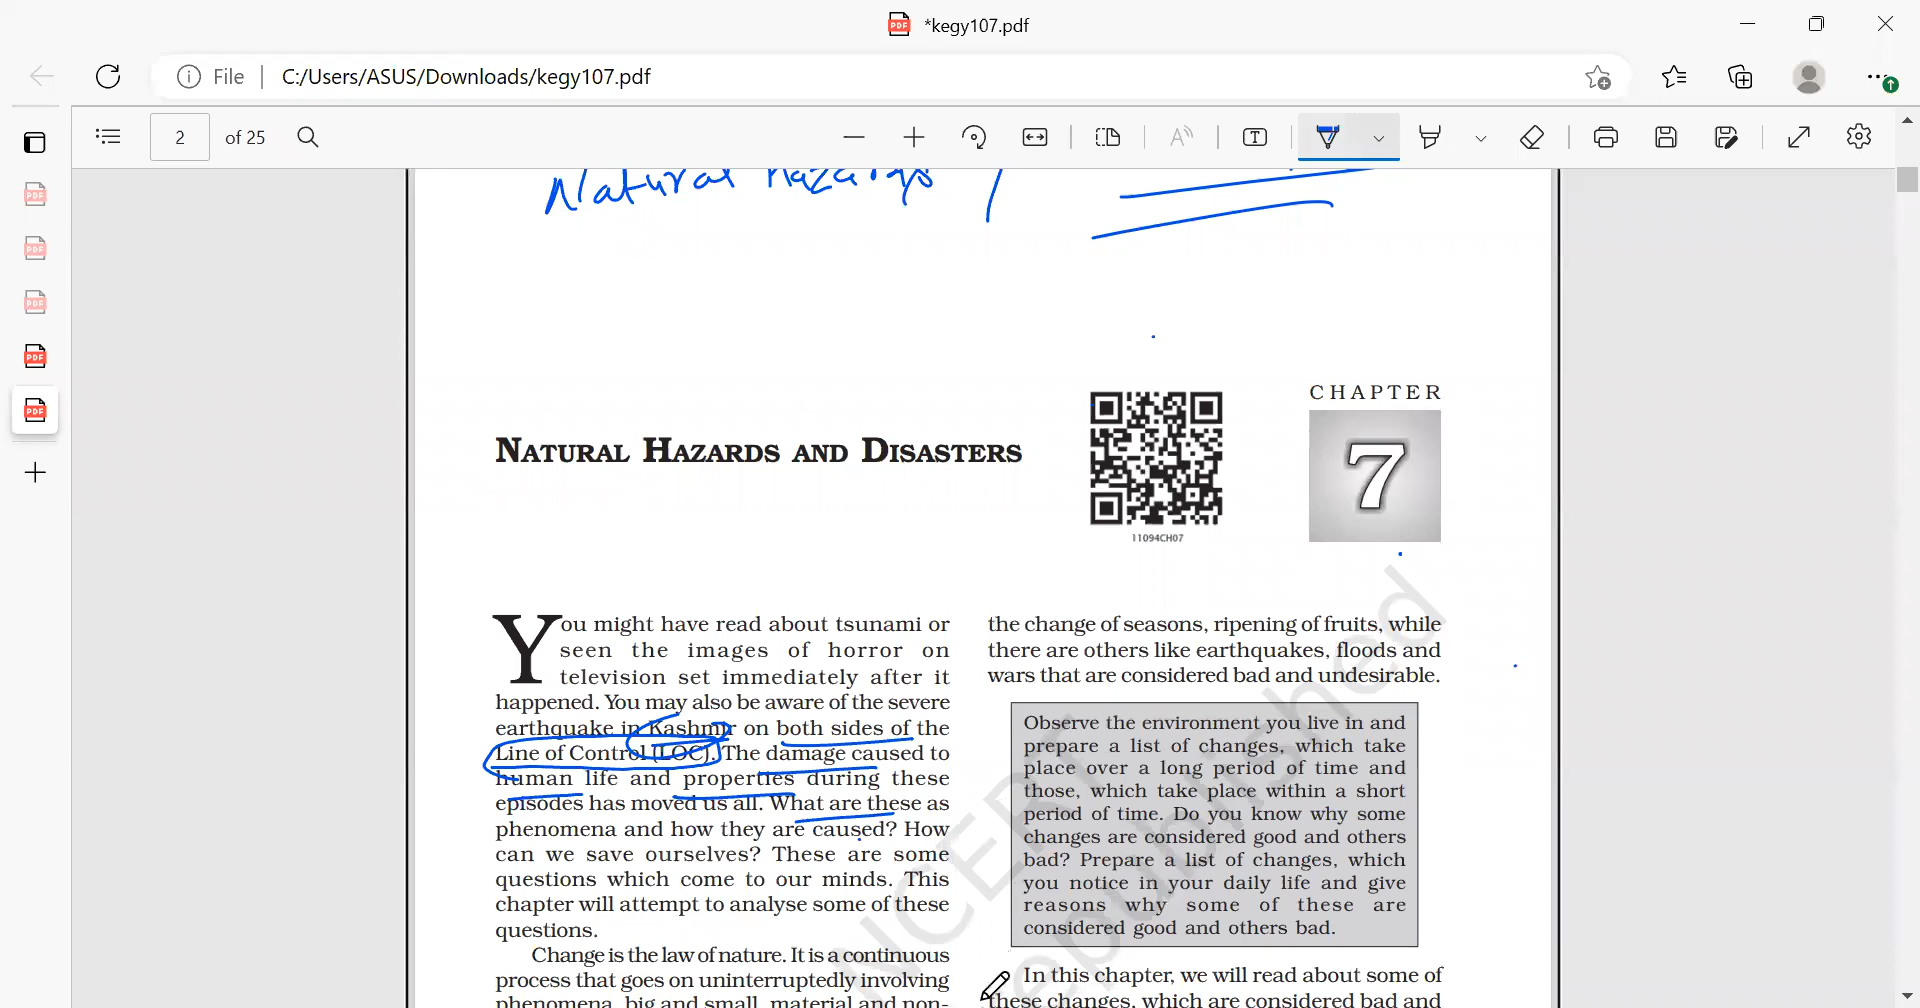 *kegy107.pdf
File
C:/Users/ASUS/Downloads/kegy107.pdf
2
of 25
Natural Hazards
NATURAL HAZARDS AND DISASTERS
CHAPTER
7
11094CH07
You might have read about tsunami or
seen the images of horror on
television set immediately after it
happened. You may also be aware of the severe
earthquake in Kashmir on both sides of the
Line of Control (LOC). The damage caused to
human life and properties during these
episodes has moved us all. What are these as
phenomena and how they are caused? How
can we save ourselves? These are some
questions which come to our minds. This
chapter will attempt to analyse some of these
questions.
Change is the law of nature. It is a continuous
process that goes on uninterruptedly involving
phenomena, big and small, material and non-
the change of seasons, ripening of fruits, while
there are others like earthquakes, floods and
wars that are considered bad and undesirable.
Observe the environment you live in and
prepare a list of changes, which take
place over a long period of time and
those, which take place within a short
period of time. Do you know why some
changes are considered good and others
bad? Prepare a list of changes, which
you notice in your daily life and give
reasons why some of these are
considered good and others bad.
In this chapter, we will read about some of
these changes, which are considered bad and
NCERT
republished